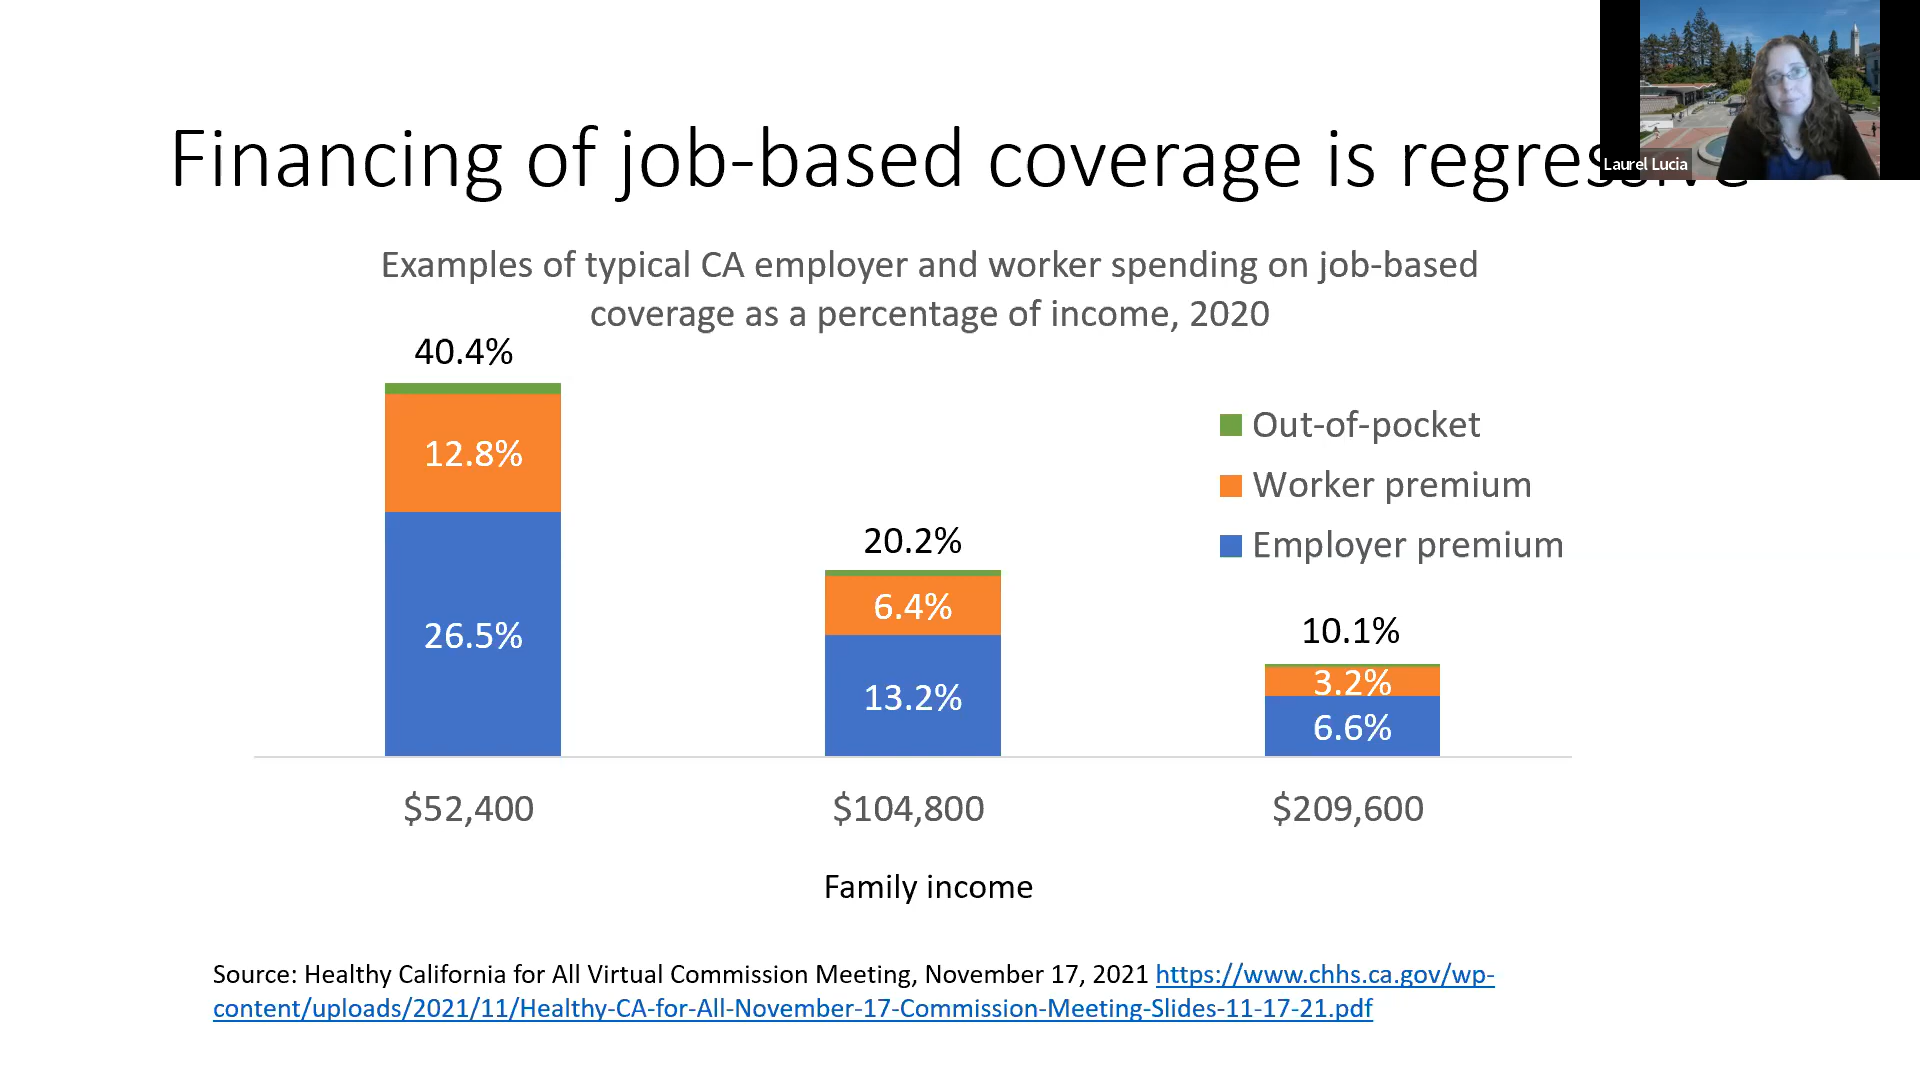 Laurel Lucia
Financing of job-based coverage is regressive
Examples of typical CA employer and worker spending on job-based
coverage as a percentage of income, 2020
40.4%
12.8%
26.5%
20.2%
6.4%
13.2%
10.1%
3.2%
6.6%
Out-of-pocket
Worker premium
Employer premium
$52,400
$104,800
$209,600
Family income
Source: Healthy California for All Virtual Commission Meeting, November 17, 2021 https://www.chhs.ca.gov/wp-
content/uploads/2021/11/Healthy-CA-for-All-November-17-Commission-Meeting-Slides-11-17-21.pdf